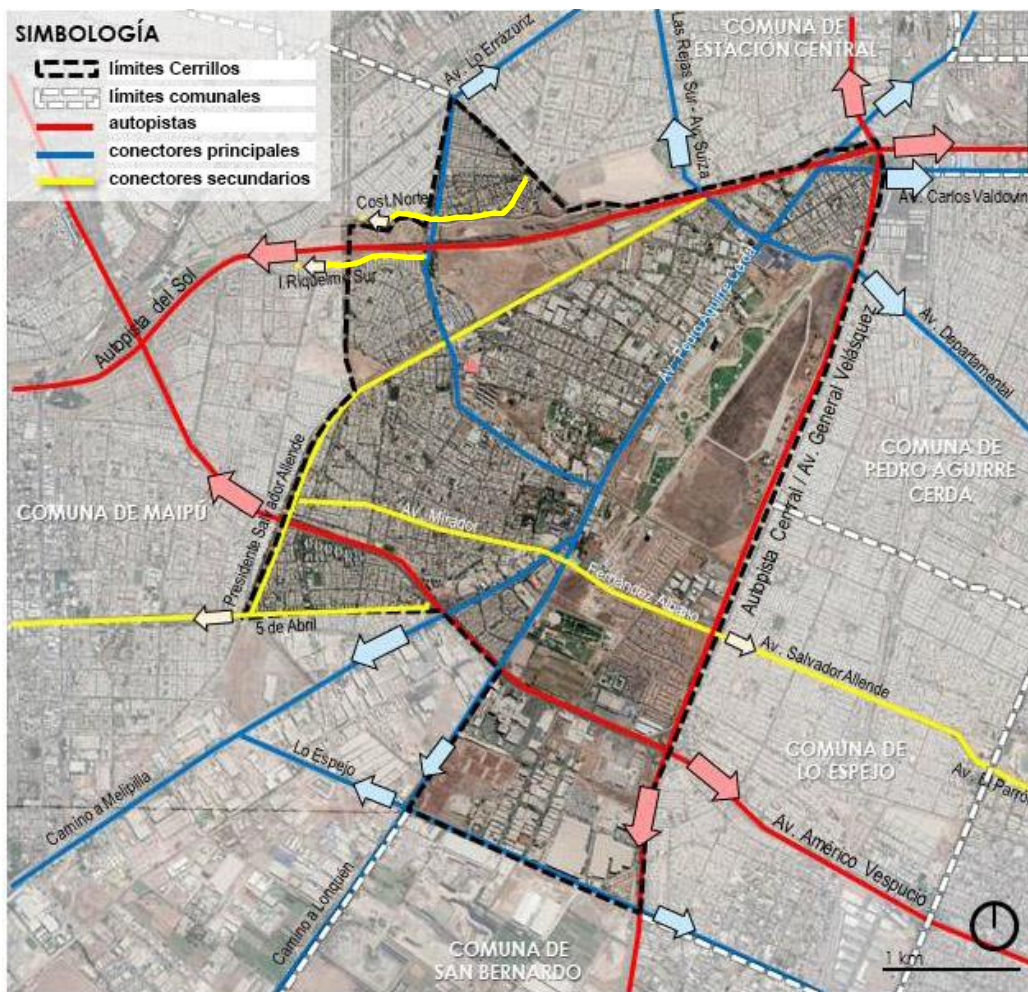 SIMBOLOGÍA
límites Cerrillos
límites comunales
autopistas
conectores principales
conectores secundarios
COMUNA DE
ESTACIÓN CENTRAL
Av. Lo Errázuriz
Las Rejas Sur - Av. Suiza
Av. Carlos Valdovin
Cost. Norte
I. Riquelme Sur
Autopista del Sol
Av. Pedro Aguirre Cerda
Av. Departamental
Autopista Central / Av. General Velásquez
COMUNA DE
PEDRO AGUIRRE
CERDA
COMUNA DE MAIPÚ
Presidente Salvador Allende
Av. Mirador
Fernández Albano
5 de Abril
Av. Salvador Allende
COMUNA DE
LO ESPEJO
Av. El Parró
Lo Espejo
Camino a Melipilla
Camino a Lonquén
Av. Américo Vespucio
COMUNA DE
SAN BERNARDO
1 km